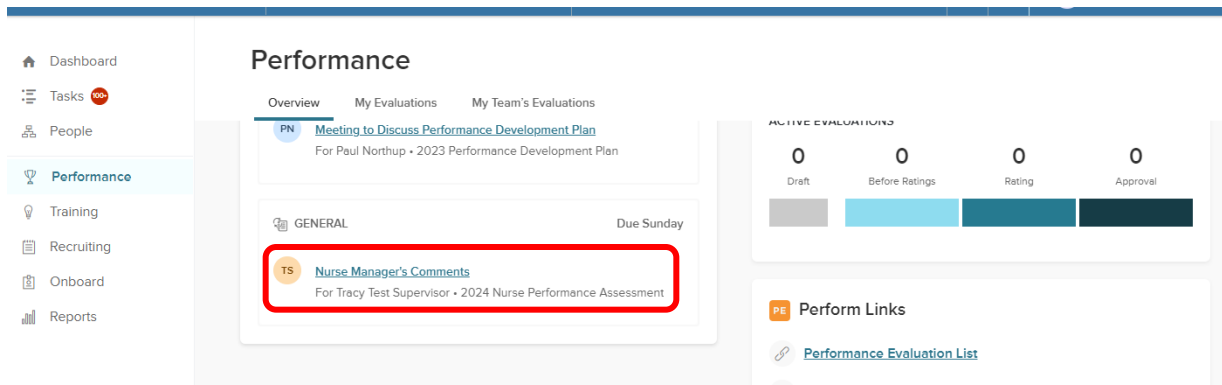 Dashboard
Tasks 100+
People
Performance
Training
Recruiting
Onboard
Reports
Performance
Overview My Evaluations My Team's Evaluations
PN Meeting to Discuss Performance Development Plan
For Paul Northup • 2023 Performance Development Plan
GENERAL Due Sunday
TS Nurse Manager's Comments
For Tracy Test Supervisor • 2024 Nurse Performance Assessment
ACTIVE EVALUATIONS
0 0 0 0
Draft Before Ratings Rating Approval
PE Perform Links
Performance Evaluation List